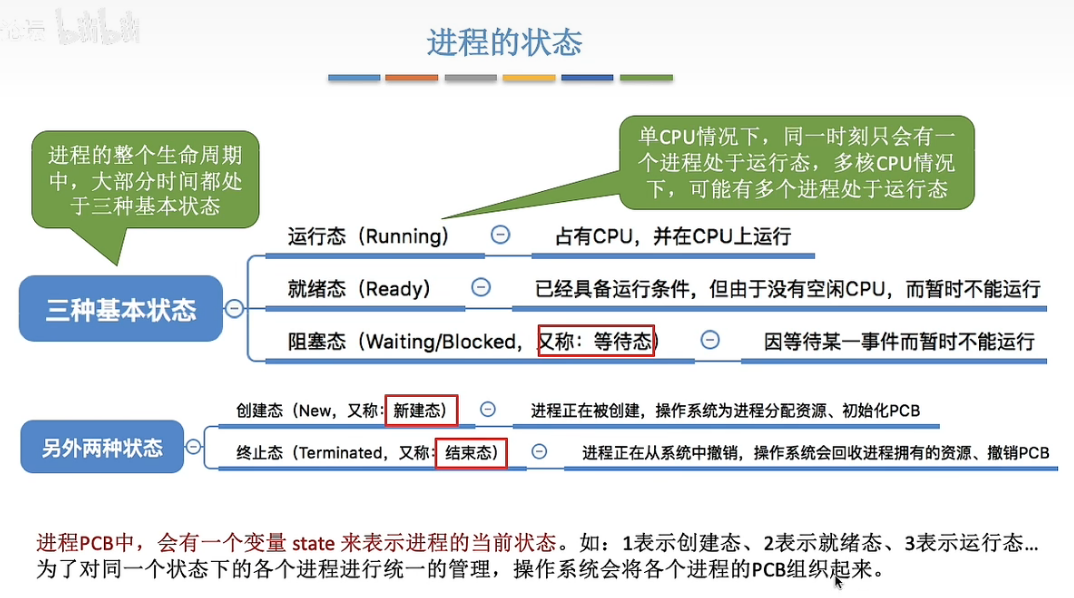 bilibili
进程的状态
进程的整个生命周期
中，大部分时间都处
于三种基本状态
单CPU情况下，同一时刻只会有一
个进程处于运行态，多核CPU情况
下，可能有多个进程处于运行态
三种基本状态
运行态（Running） 占有CPU，并在CPU上运行
就绪态（Ready） 已经具备运行条件，但由于没有空闲CPU，而暂时不能运行
阻塞态（Waiting/Blocked，又称：等待态） 因等待某一事件而暂时不能运行
另外两种状态
创建态（New，又称：新建态） 进程正在被创建，操作系统为进程分配资源、初始化PCB
终止态（Terminated，又称：结束态） 进程正在从系统中撤销，操作系统会回收进程拥有的资源、撤销PCB
进程PCB中，会有一个变量 state 来表示进程的当前状态。如：1表示创建态、2表示就绪态、3表示运行态...
为了对同一个状态下的各个进程进行统一的管理，操作系统会将各个进程的PCB组织起来。